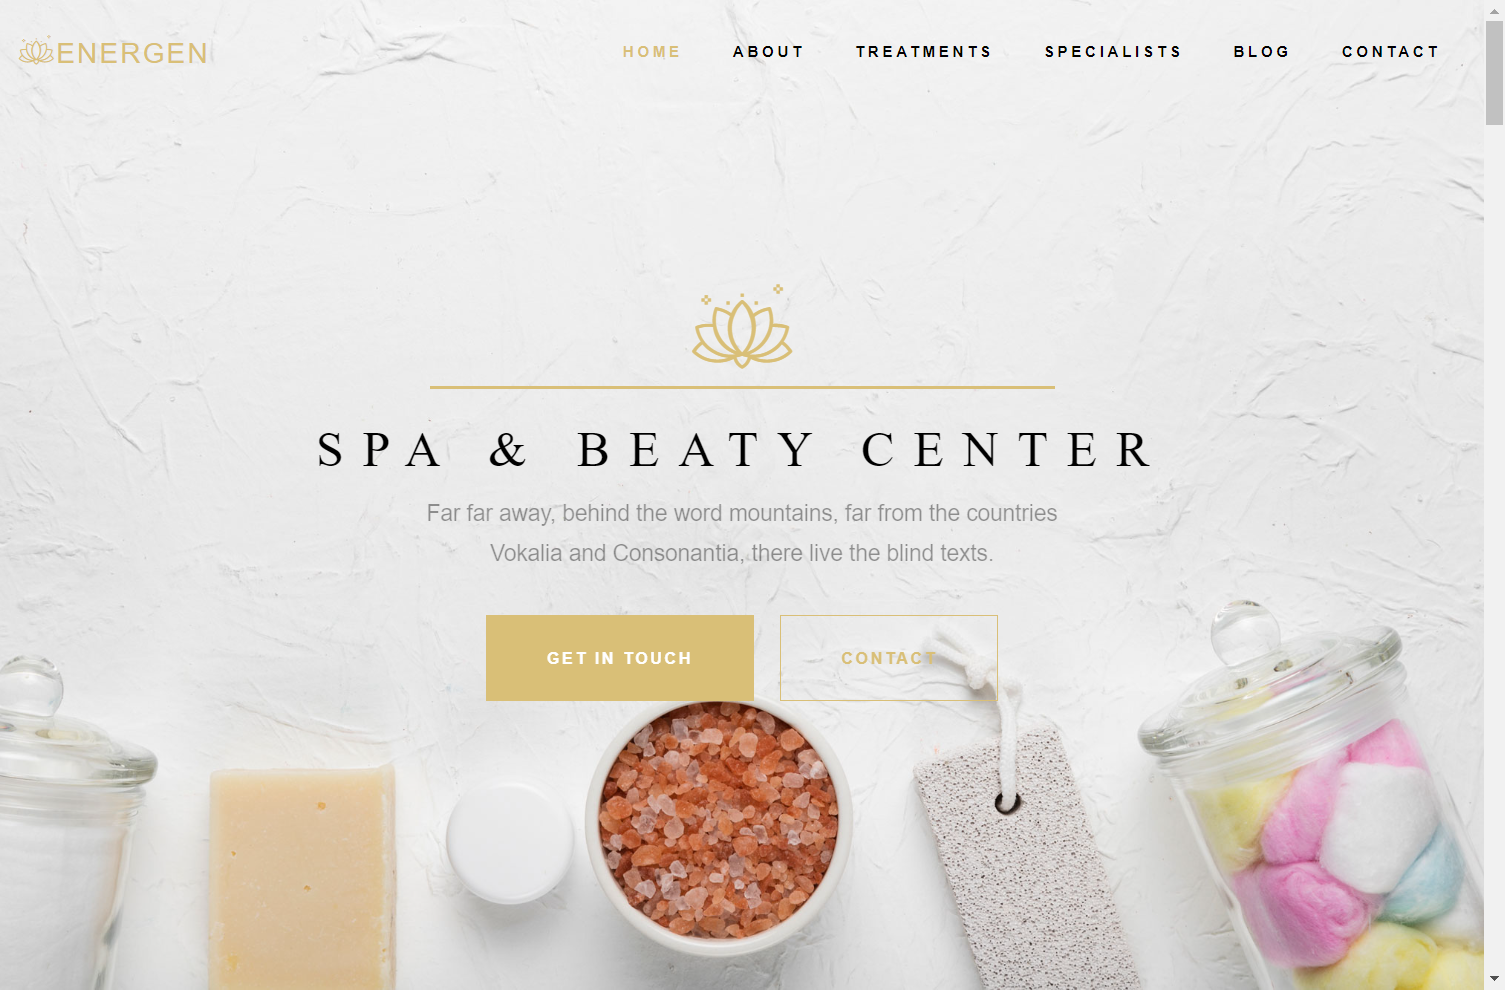 ENERGEN
HOME ABOUT TREATMENTS SPECIALISTS BLOG CONTACT
SPA & BEATY CENTER
Far far away, behind the word mountains, far from the countries
Vokalia and Consonantia, there live the blind texts.
GET IN TOUCH CONTACT